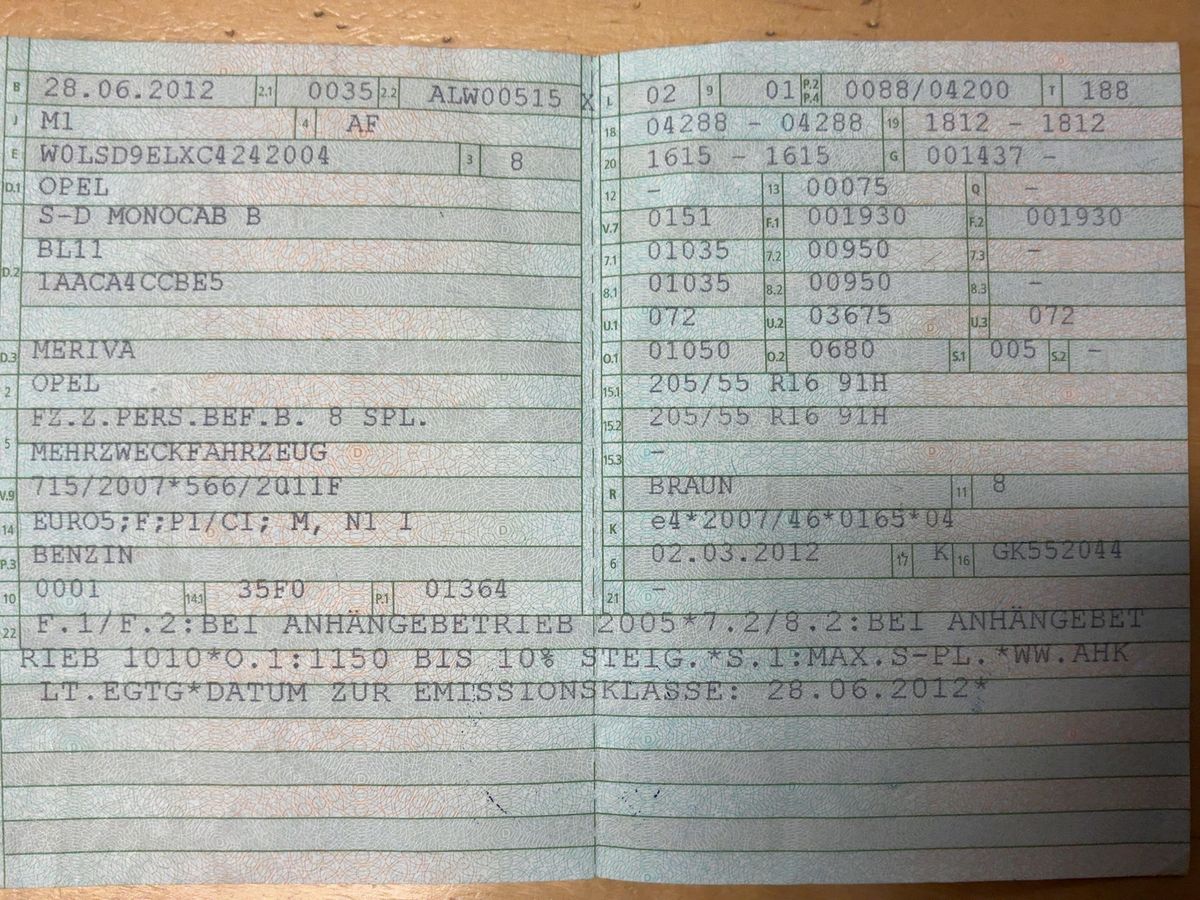 B 28.06.2012 2.1 0035 2.2 ALW00515 X
J M1 4 AF
E W0LSD9ELXC4242004 3 8
D.1 OPEL
S-D MONOCAB B
BL11
D.2 1AACA4CCBE5
D.3 MERIVA
2 OPEL
FZ.Z.PERS.BEF.B. 8 SPL.
5 MEHRZWECKFAHRZEUG
V.9 715/2007*566/2011F
14 EURO5;F;PI/CI; M, N1 I
P.3 BENZIN
10 0001 14.1 35F0 P.1 01364
L 02 9 01 P.2 P.4 0088/04200 T 188
18 04288 - 04288 19 1812 - 1812
20 1615 - 1615 G 001437 -
12 - 13 00075 Q -
V.7 0151 F.1 001930 F.2 001930
7.1 01035 7.2 00950 7.3 -
8.1 01035 8.2 00950 8.3 -
U.1 072 U.2 03675 U.3 072
O.1 01050 O.2 0680 S.1 005 S.2 -
15.1 205/55 R16 91H
15.2 205/55 R16 91H
15.3 -
R BRAUN 11 8
K e4*2007/46*0165*04
6 02.03.2012 17 K 16 GK552044
21 -
22 F.1/F.2:BEI ANHÄNGEBETRIEB 2005*7.2/8.2:BEI ANHÄNGEBET
RIEB 1010*O.1:1150 BIS 10% STEIG.*S.1:MAX.S-PL.*WW.AHK
LT.EGTG*DATUM ZUR EMISSIONSKLASSE: 28.06.2012*